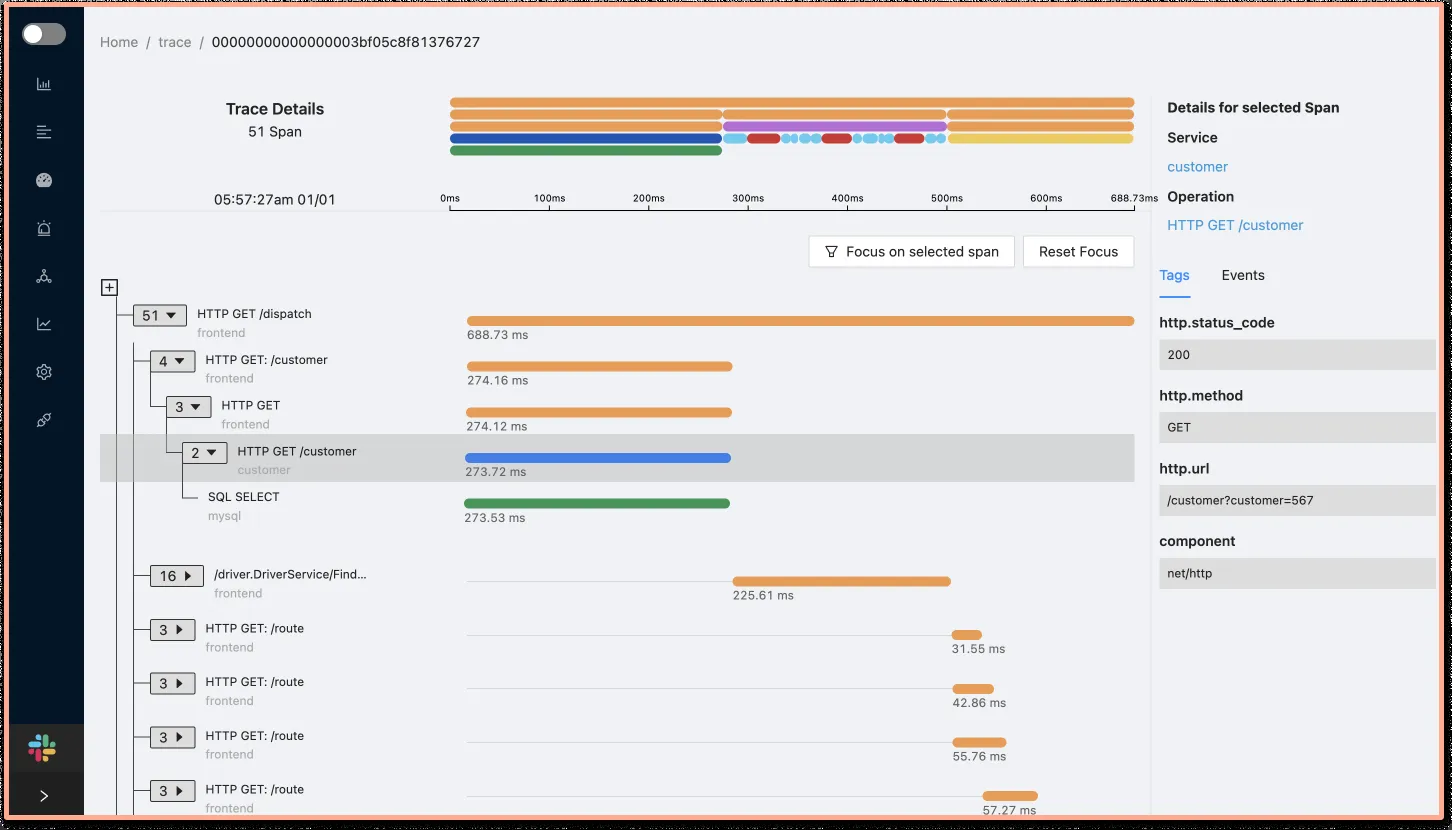 Home / trace / 00000000000000003bf05c8f81376727
Trace Details
51 Span
05:57:27am 01/01
0ms 100ms 200ms 300ms 400ms 500ms 600ms 688.73ms
Focus on selected span Reset Focus
51 HTTP GET /dispatch
frontend
688.73 ms
4 HTTP GET: /customer
frontend
274.16 ms
3 HTTP GET
frontend
274.12 ms
2 HTTP GET /customer
customer
273.72 ms
SQL SELECT
mysql
273.53 ms
16 /driver.DriverService/Find...
frontend
225.61 ms
3 HTTP GET: /route
frontend
31.55 ms
3 HTTP GET: /route
frontend
42.86 ms
3 HTTP GET: /route
frontend
55.76 ms
3 HTTP GET: /route
frontend
57.27 ms
Details for selected Span
Service
customer
Operation
HTTP GET /customer
Tags Events
http.status_code
200
http.method
GET
http.url
/customer?customer=567
component
net/http